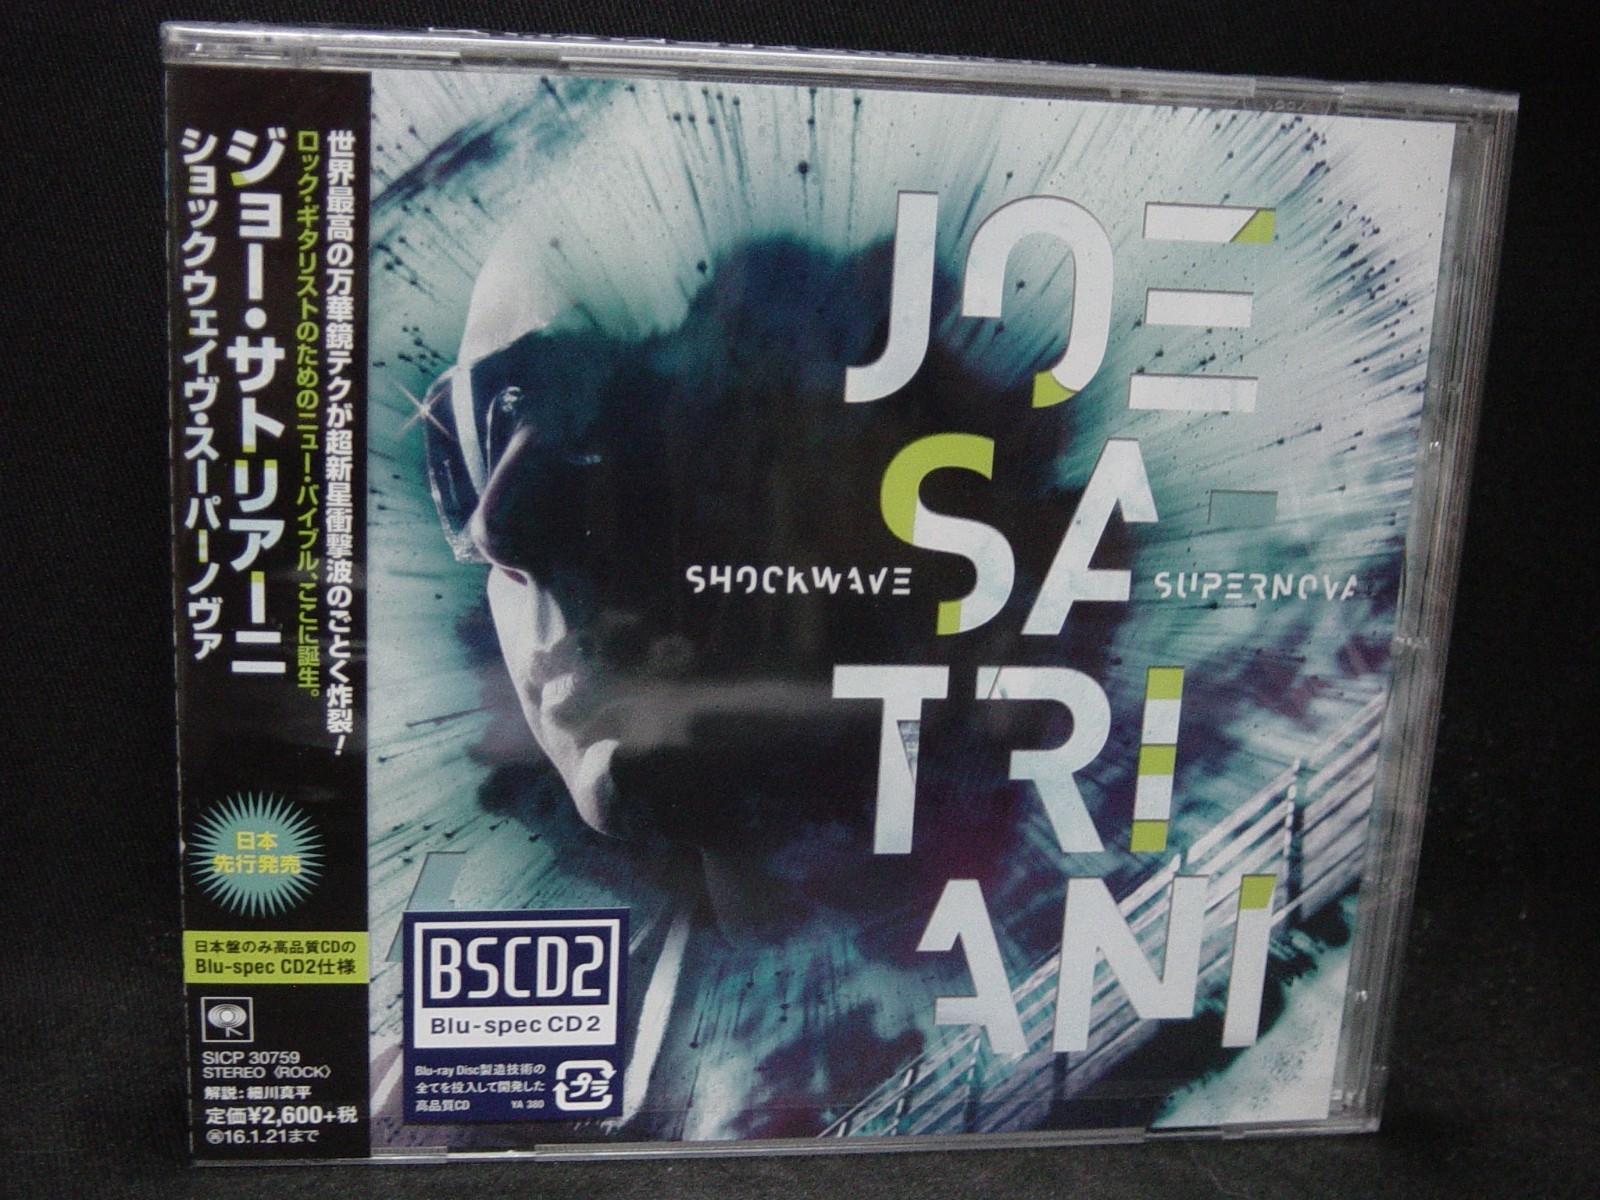 世界最高の万華鏡テクが超新星衝撃波のごとく炸裂!
ロック・ギタリストのためのニュー・バイブル、ここに誕生。
ジョー・サトリアーニ
ショックウェイヴ・スーパーノヴァ
日本
先行発売
日本盤のみ高品質CDの
Blu-spec CD2仕様
SICP 30759
STEREO 〈ROCK〉
解説:細川真平
定価¥2,600+税
16.1.21まで
JOE
SA
SHOCKWAVE SUPERNOVA
TRI
ANI
BSCD2
Blu-spec CD2
Blu-ray Disc製造技術の
全てを投入して開発した
高品質CD YA 380
プラ